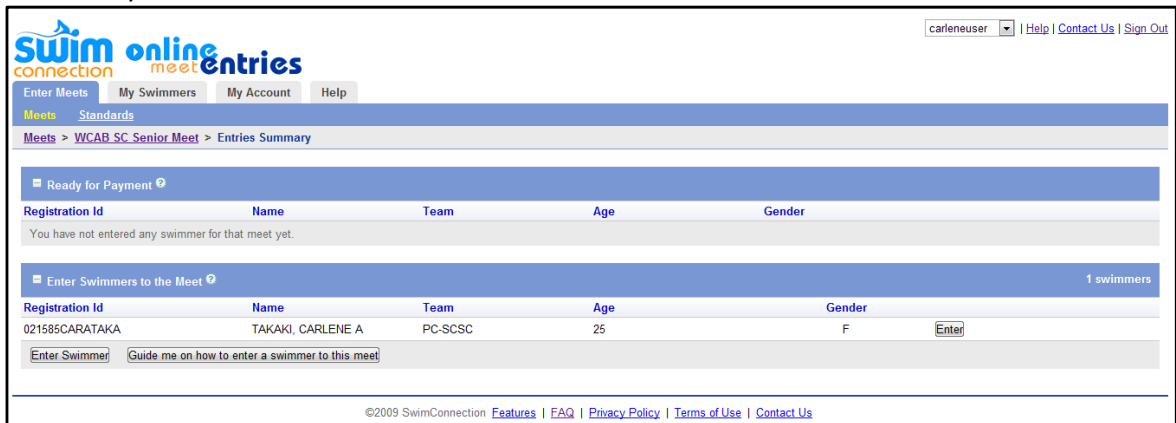 carleneuser | Help | Contact Us | Sign Out
swim connection online meet entries
Enter Meets My Swimmers My Account Help
Meets Standards
Meets > WCAB SC Senior Meet > Entries Summary
Ready for Payment ?
Registration Id Name Team Age Gender
You have not entered any swimmer for that meet yet.
Enter Swimmers to the Meet ? 1 swimmers
Registration Id Name Team Age Gender
021585CARATAKA TAKAKI, CARLENE A PC-SCSC 25 F Enter
Enter Swimmer Guide me on how to enter a swimmer to this meet
©2009 SwimConnection Features | FAQ | Privacy Policy | Terms of Use | Contact Us